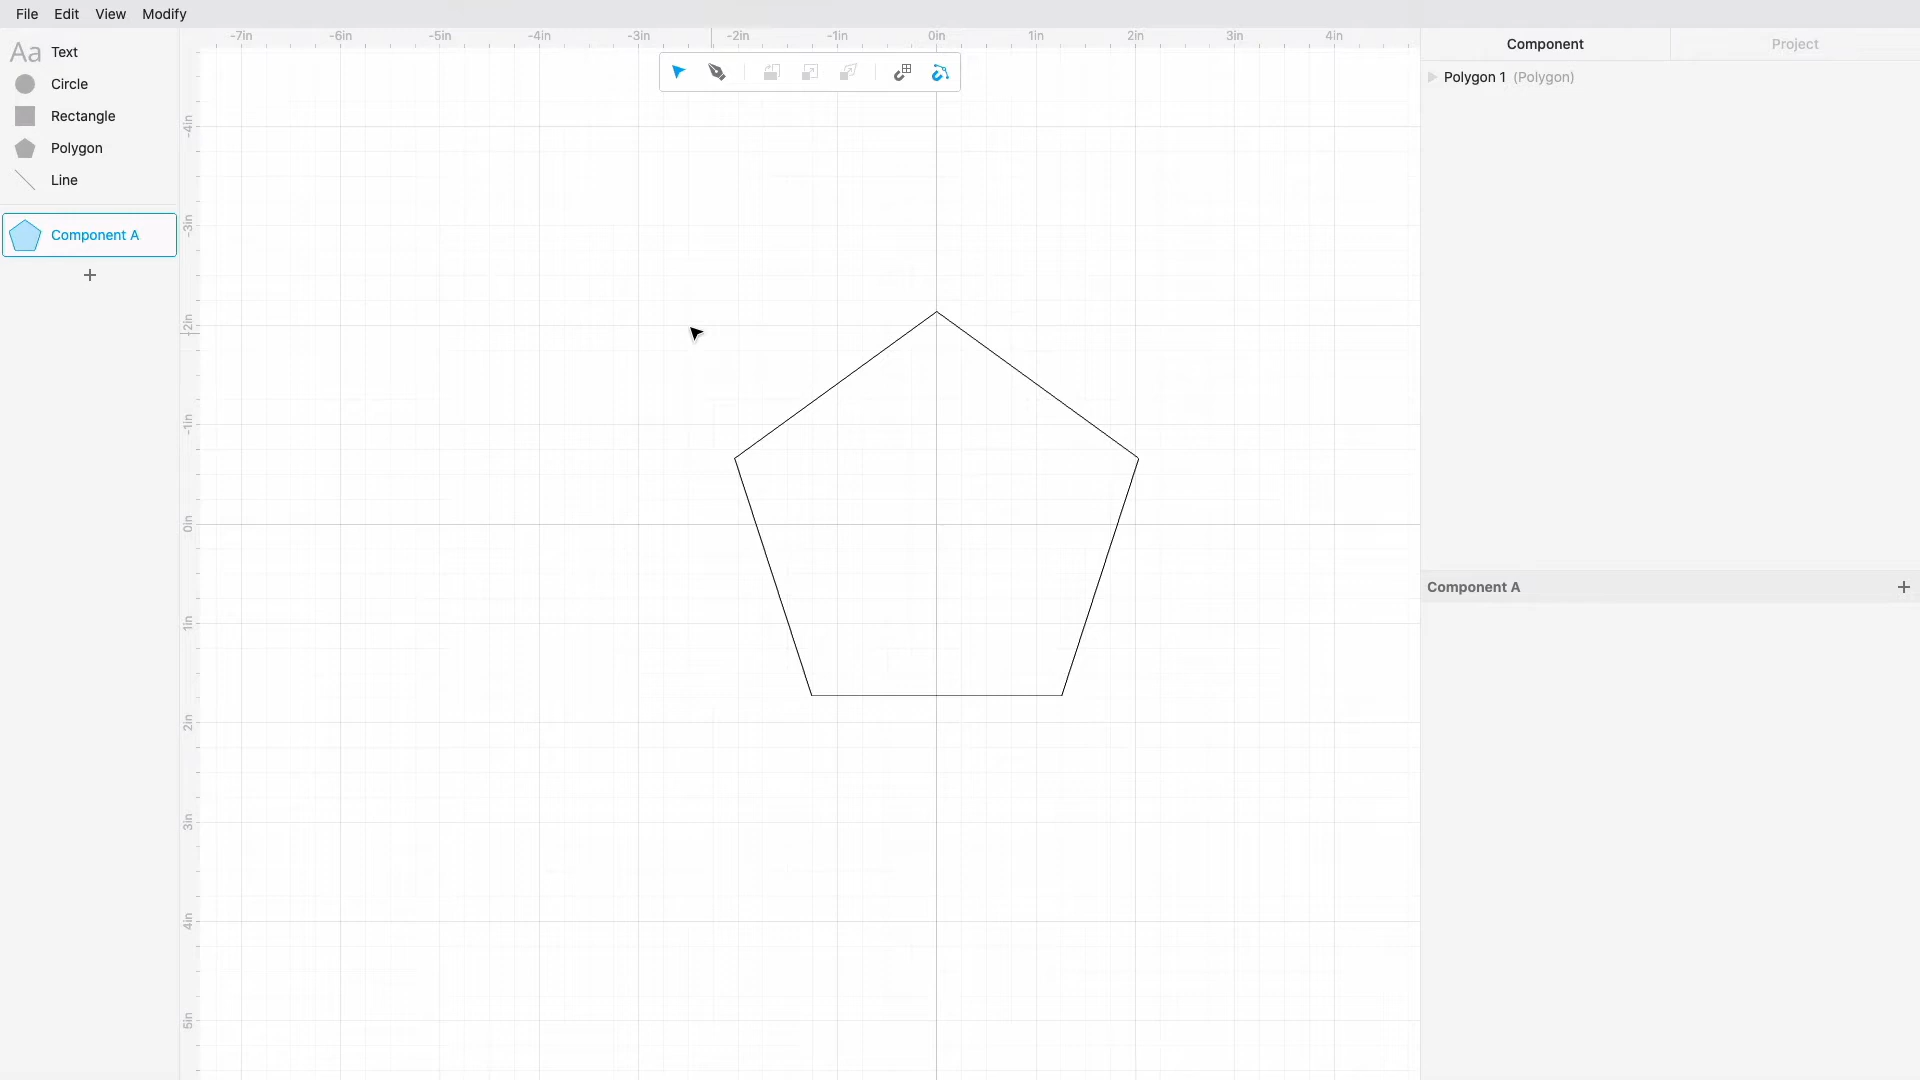 File Edit View Modify
-7in -6in -5in -4in -3in -2in -1in 0in 1in 2in 3in 4in
Component Project
Aa Text
Circle
Rectangle
Polygon
Line
Component A
+
Polygon 1 (Polygon)
-4in
-3in
-2in
-1in
0in
1in
2in
3in
4in
5in
Component A +